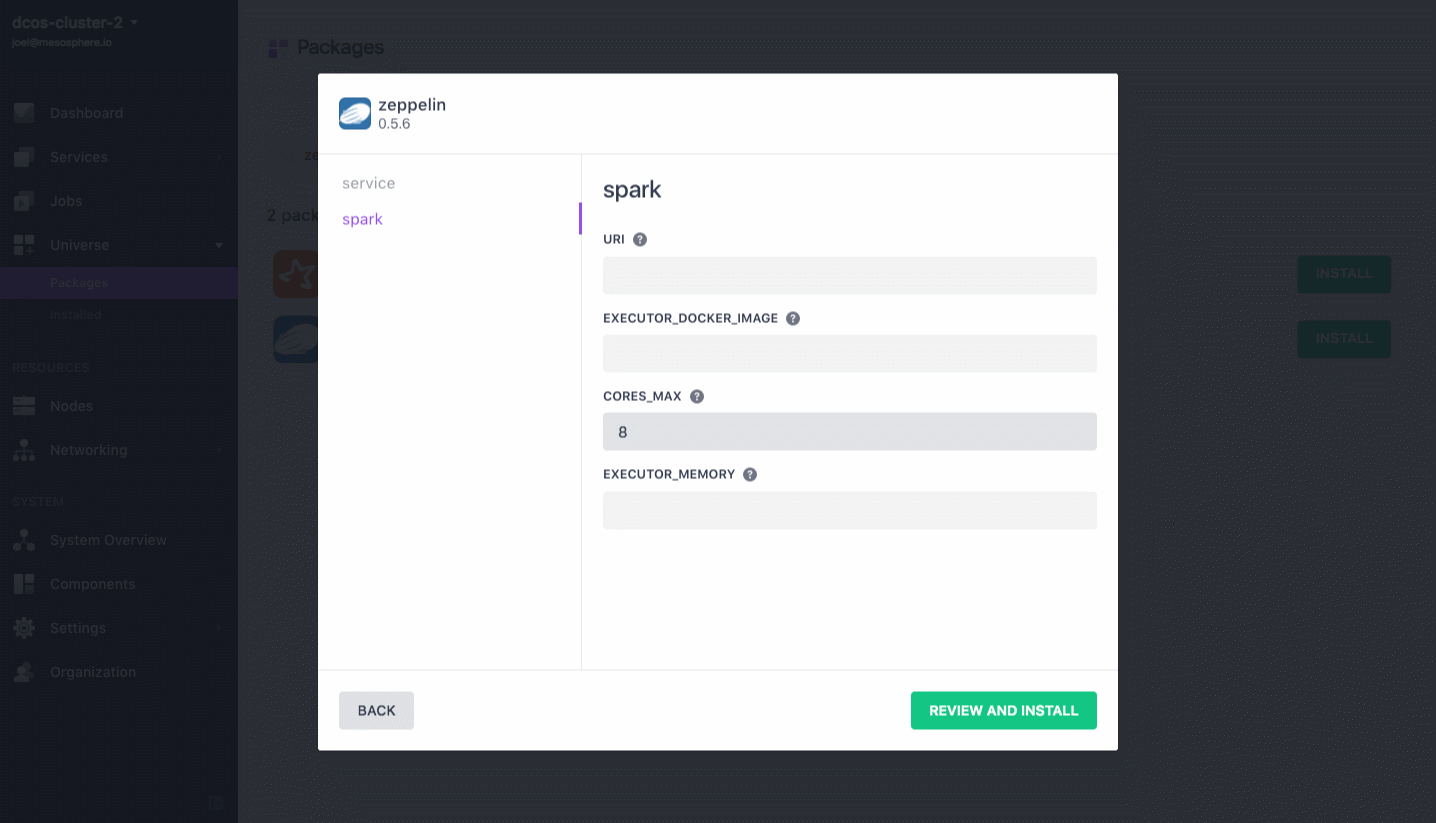 dcos-cluster-2
joel@mesosphere.io
Dashboard
Services
Jobs
Universe
Packages
Installed
RESOURCES
Nodes
Networking
SYSTEM
System Overview
Components
Settings
Organization
Packages
ze
2 pack
INSTALL
INSTALL
zeppelin
0.5.6
service
spark
spark
URI ?
EXECUTOR_DOCKER_IMAGE ?
CORES_MAX ?
8
EXECUTOR_MEMORY ?
BACK
REVIEW AND INSTALL